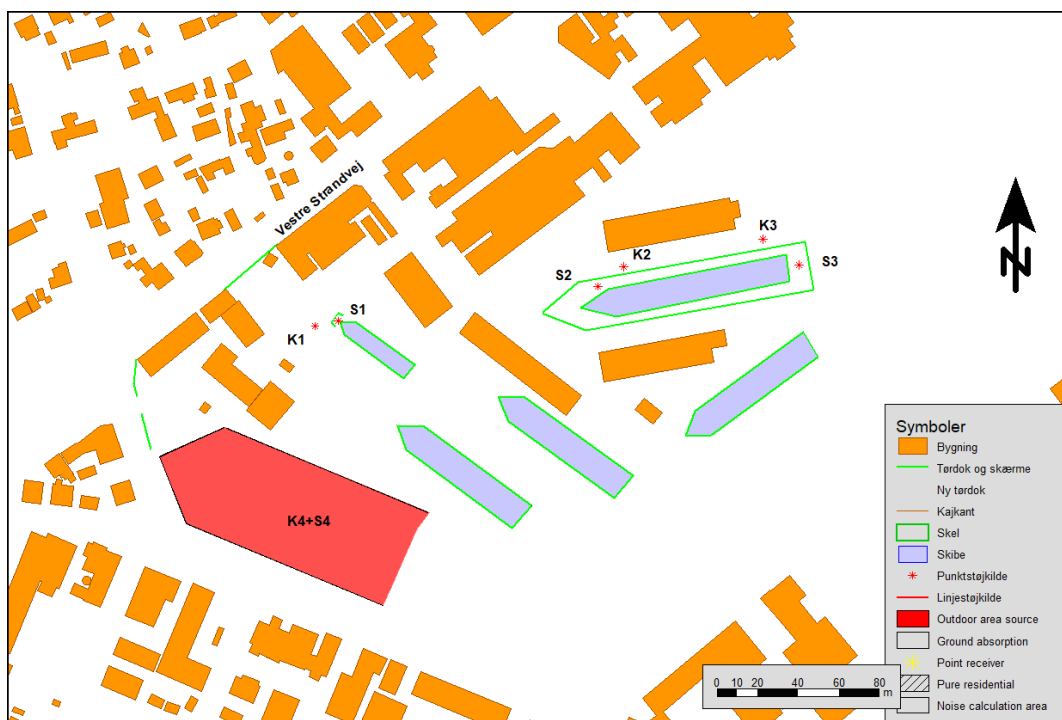 Vestre Strandvej
K3
K2
S3
S2
S1
K1
K4+S4
N
Symboler
Bygning
Tørdok og skærme
Ny tørdok
Kajkant
Skel
Skibe
Punktstøjkilde
Linjestøjkilde
Outdoor area source
Ground absorption
Point receiver
Pure residential
Noise calculation area
0 10 20 40 60 80
m